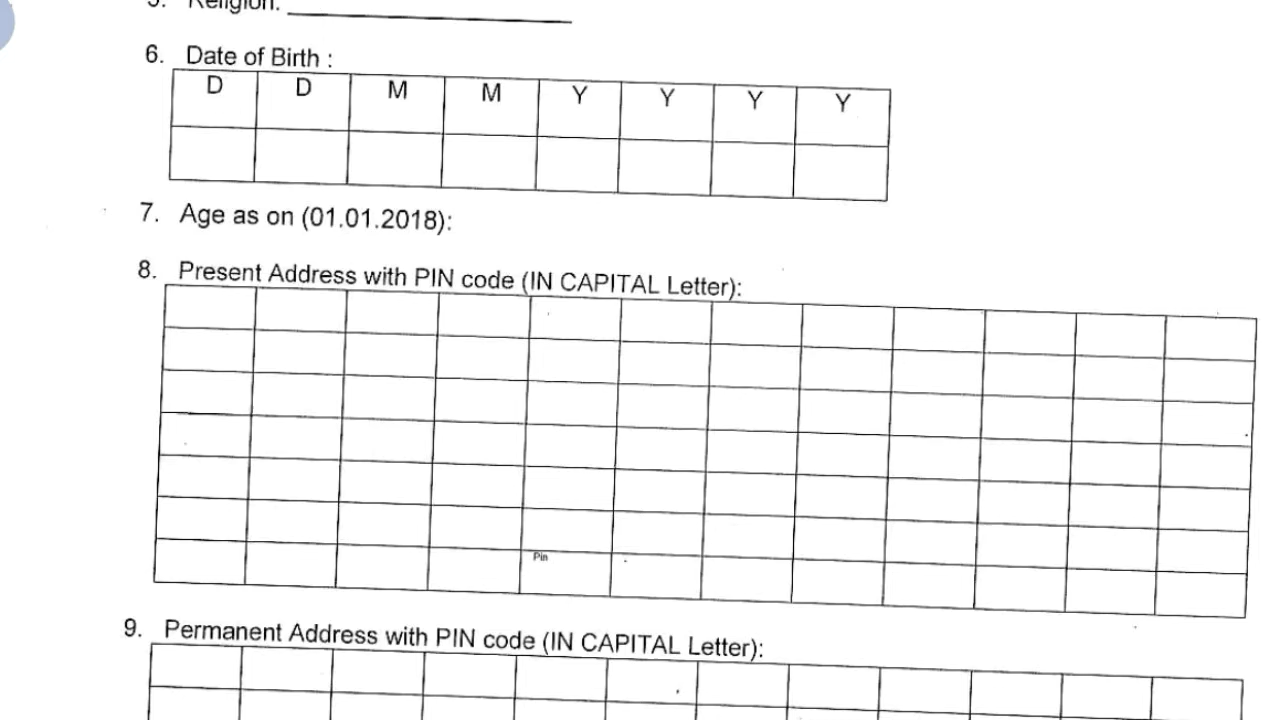 5. Religion:
6. Date of Birth :
D D M M Y Y Y Y
7. Age as on (01.01.2018):
8. Present Address with PIN code (IN CAPITAL Letter):
Pin
9. Permanent Address with PIN code (IN CAPITAL Letter):